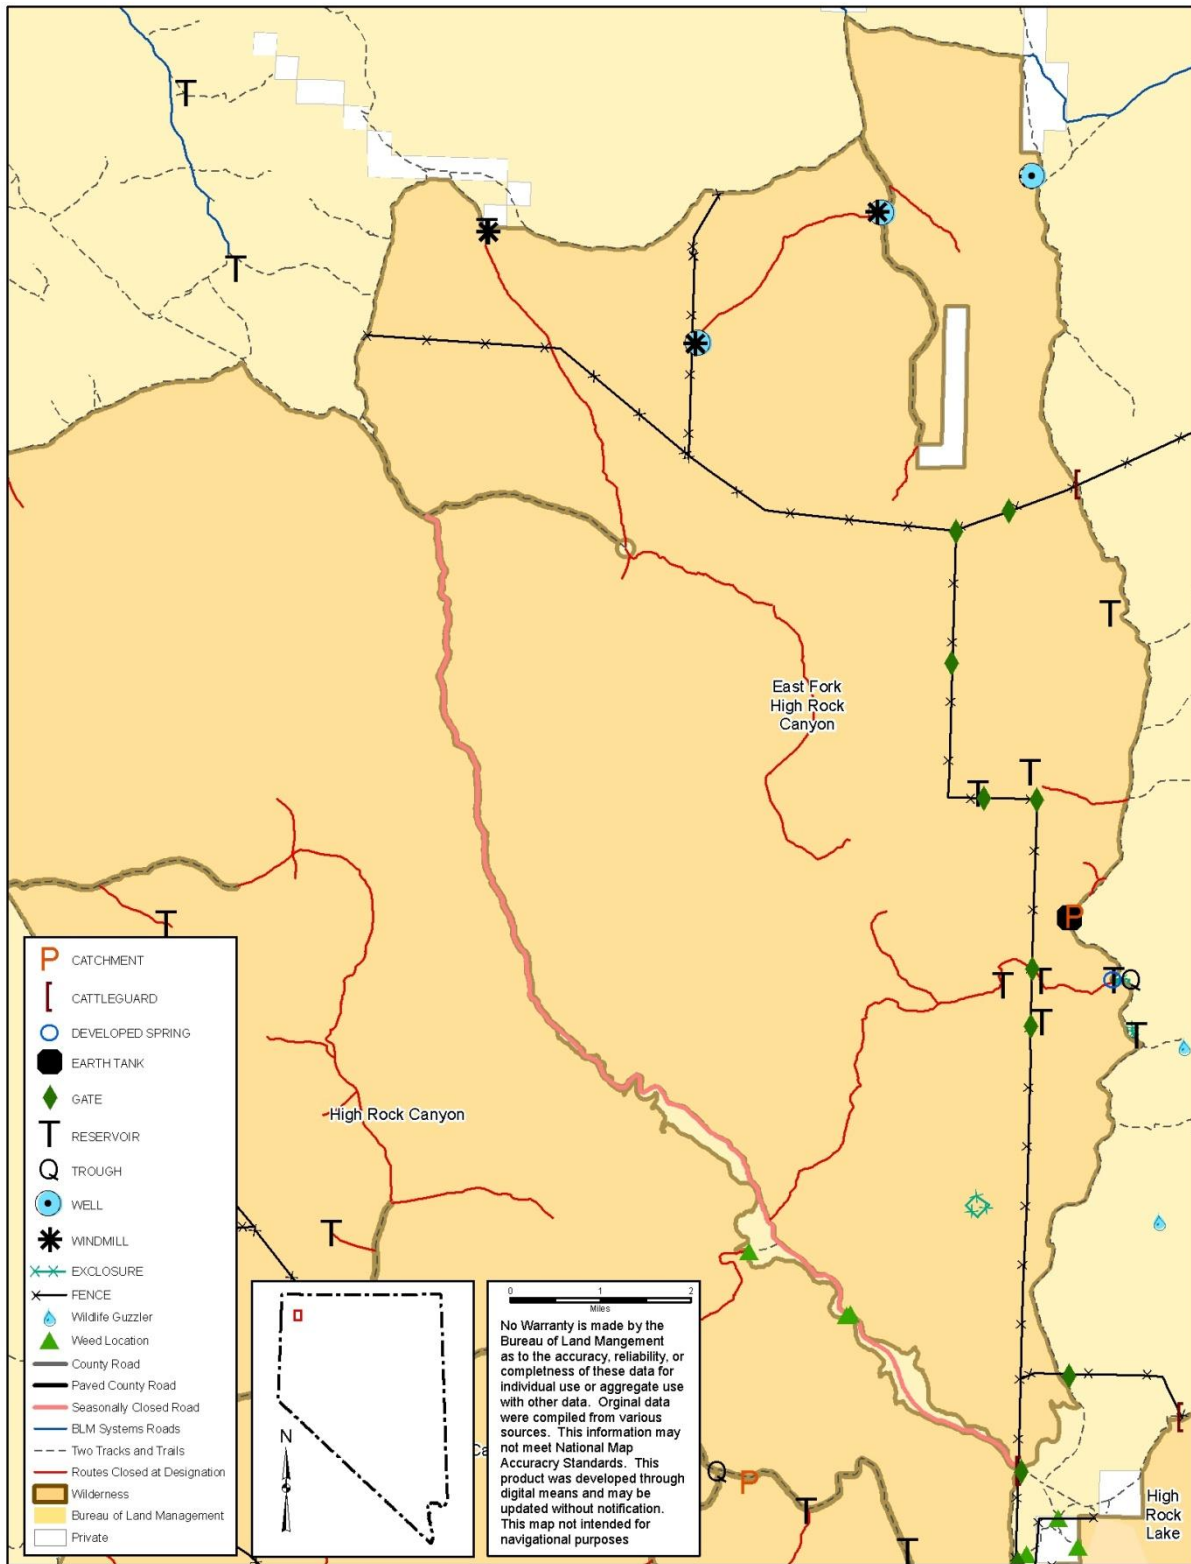 East Fork
High Rock
Canyon
High Rock Canyon
High
Rock
Lake
Ca
CATCHMENT
CATTLEGUARD
DEVELOPED SPRING
EARTH TANK
GATE
RESERVOIR
TROUGH
WELL
WINDMILL
EXCLOSURE
FENCE
Wildlife Guzzler
Weed Location
County Road
Paved County Road
Seasonally Closed Road
BLM Systems Roads
Two Tracks and Trails
Routes Closed at Designation
Wilderness
Bureau of Land Management
Private
N
0 1 2
Miles
No Warranty is made by the
Bureau of Land Mangement
as to the accuracy, reliability, or
completness of these data for
individual use or aggregate use
with other data. Orginal data
were compiled from various
sources. This information may
not meet National Map
Accuracry Standards. This
product was developed through
digital means and may be
updated without notification.
This map not intended for
navigational purposes